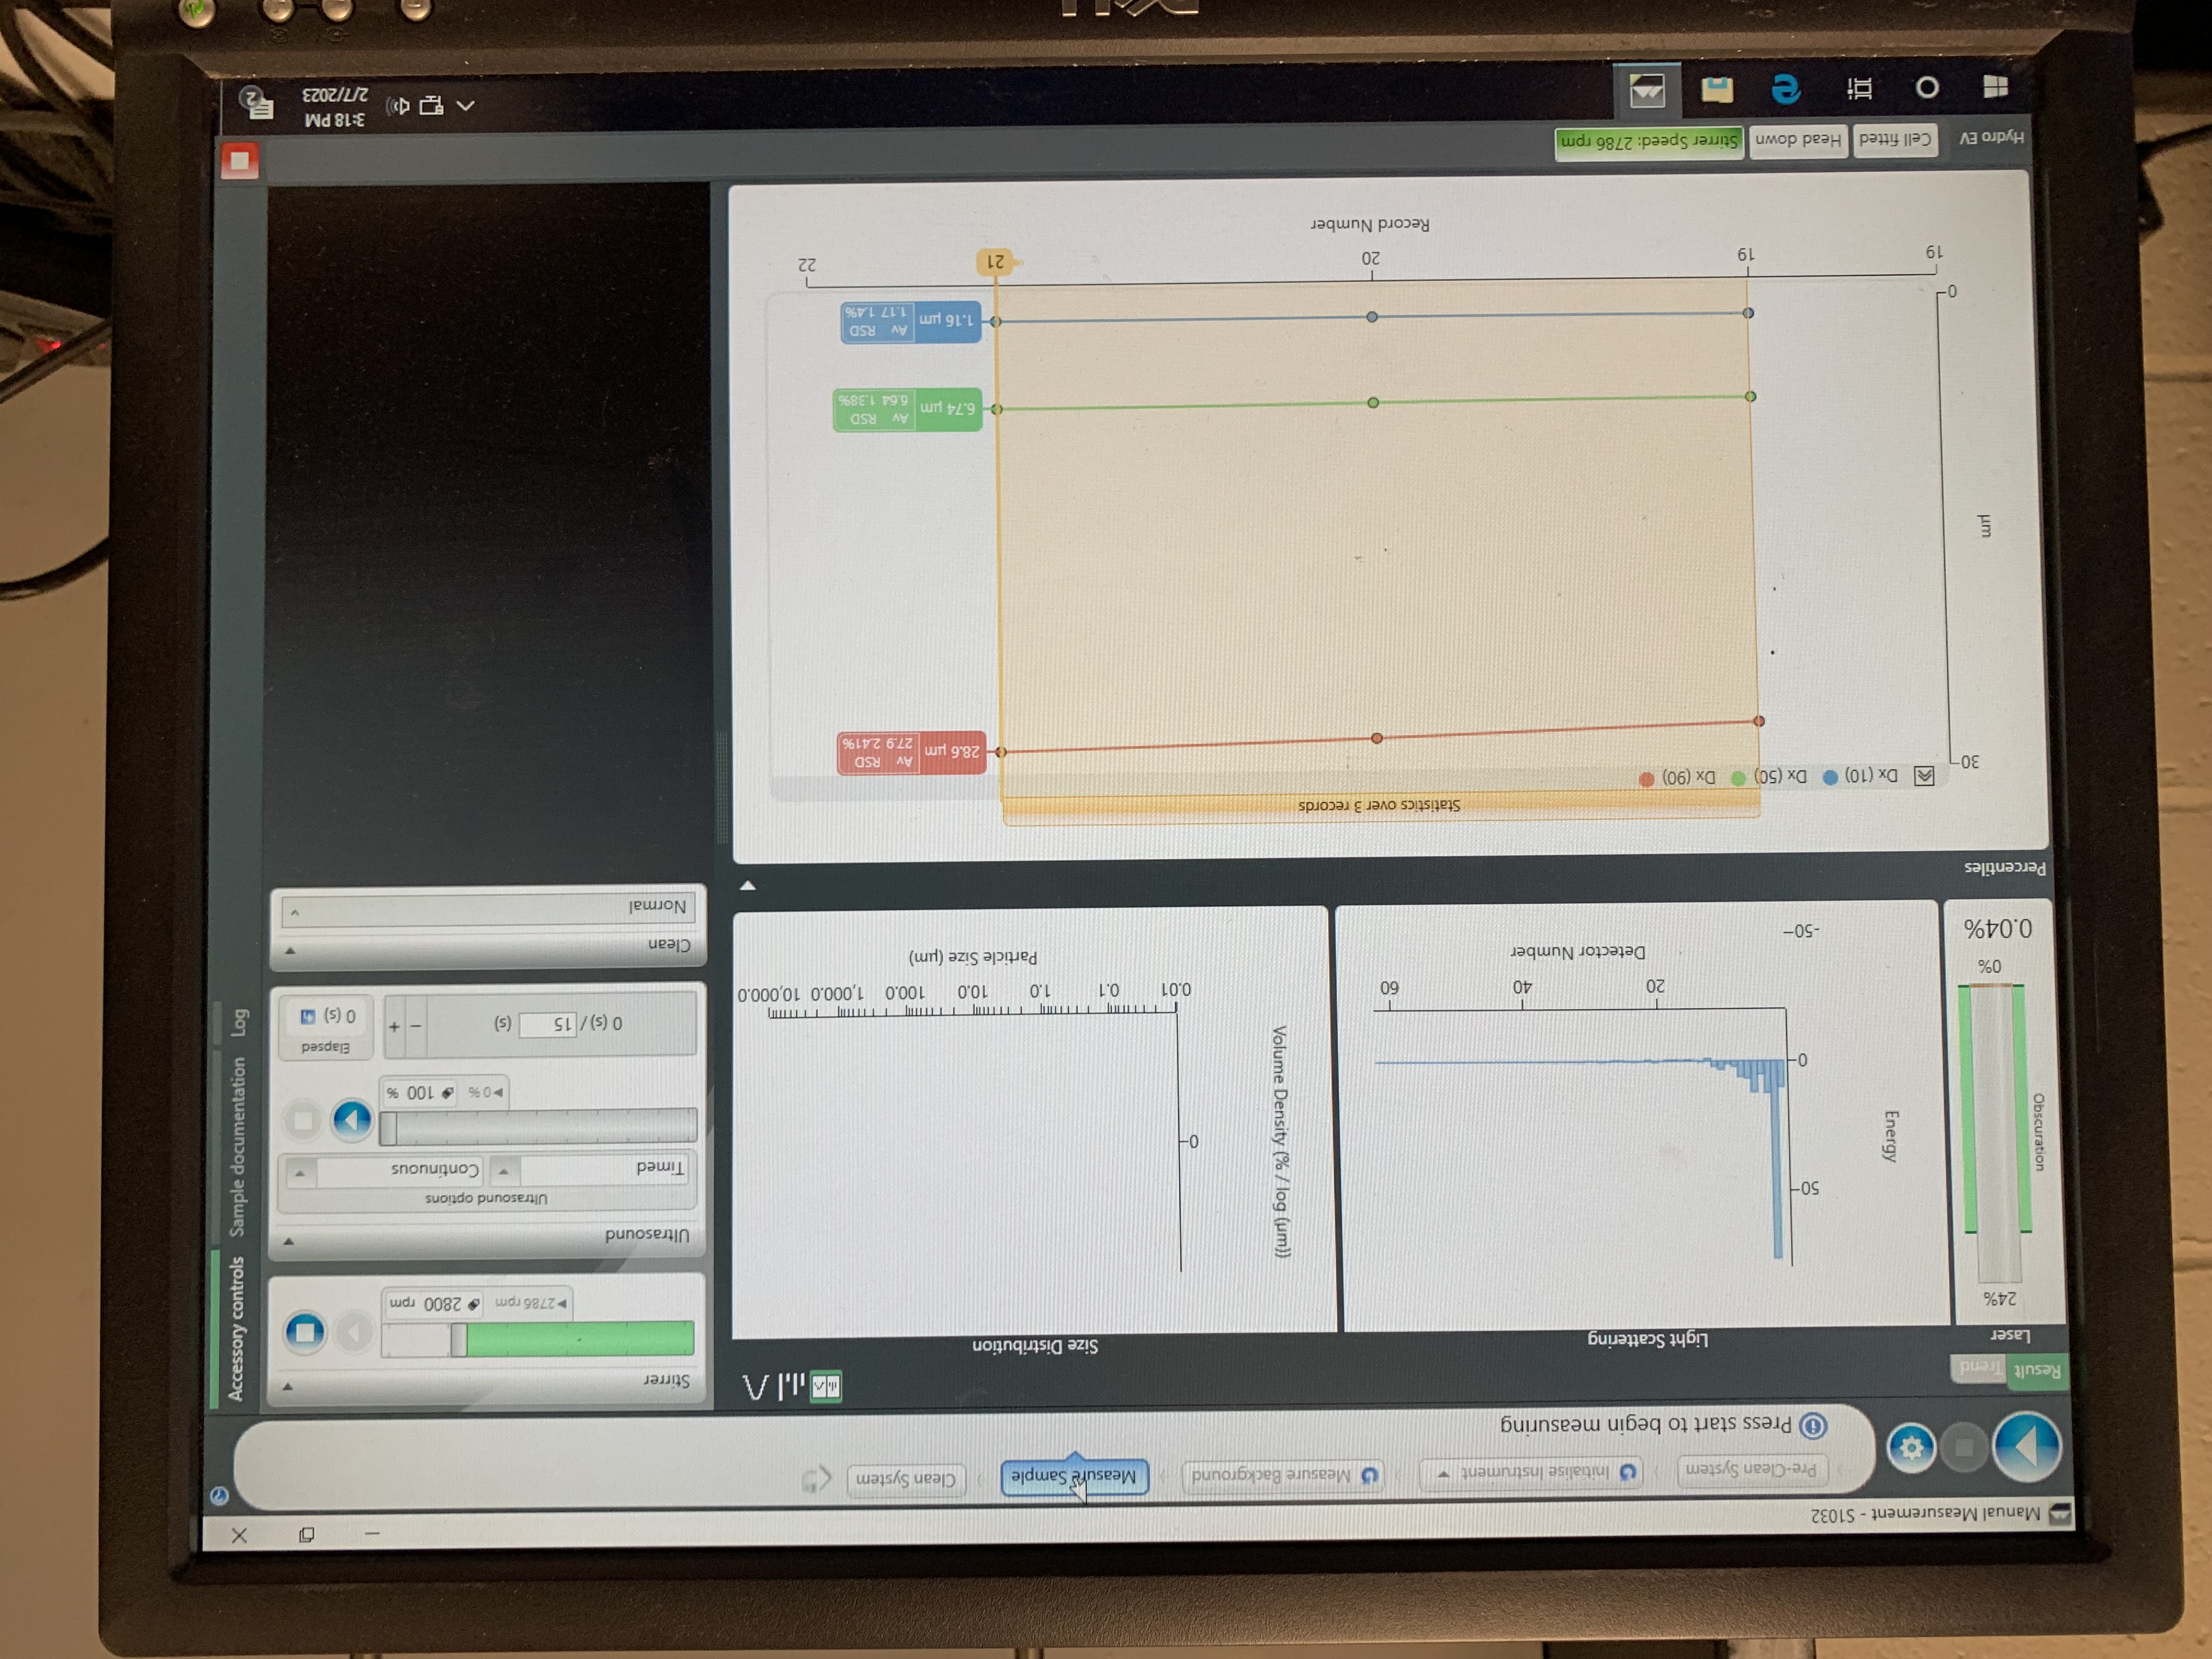 Manual Measurement - S1032
Pre-Clean System
Initialise Instrument
Measure Background
Measure Sample
Clean System
Press start to begin measuring
Result
Trend
Laser
24%
Obscuration
0%
0.04%
Light Scattering
Energy
50
0
-50
20
40
60
Detector Number
Size Distribution
Volume Density (% / log (µm))
0
0.01
0.1
1.0
10.0
100.0
1,000.0
10,000.0
Particle Size (µm)
Stirrer
2786 rpm
2800 rpm
Ultrasound
Ultrasound options
Timed
Continuous
0 %
100 %
0 (s) / 15 (s)
- +
Elapsed
0 (s)
Clean
Normal
Accessory controls
Sample documentation
Log
Percentiles
Statistics over 3 records
Dx (10)
Dx (50)
Dx (90)
30
µm
0
28.6 µm
Av RSD
27.9 2.41%
6.74 µm
Av RSD
6.64 1.38%
1.16 µm
Av RSD
1.17 1.4%
19
19
20
21
22
Record Number
Hydro EV
Cell fitted
Head down
Stirrer Speed: 2786 rpm
3:18 PM
2/7/2023
2
DELL